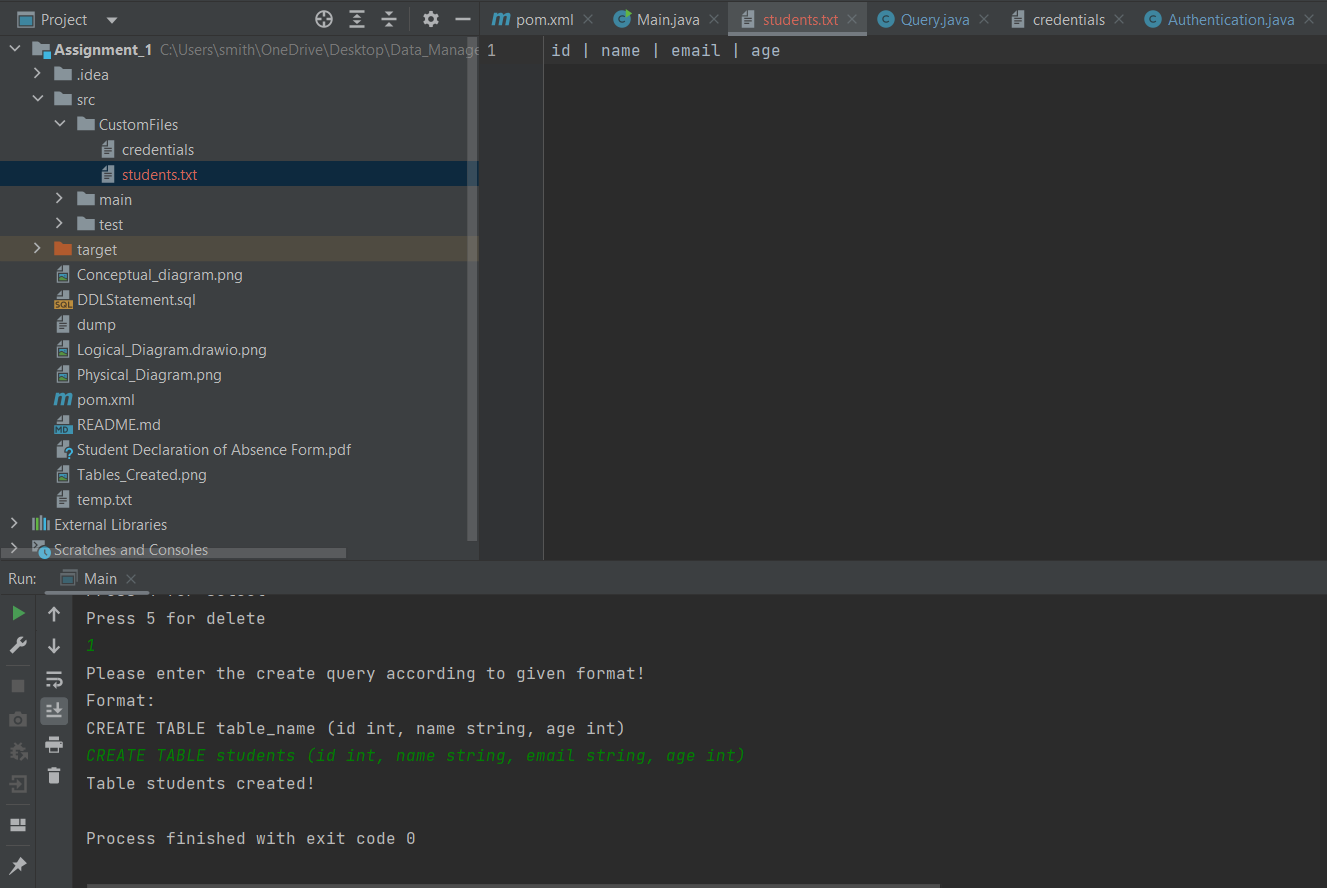 Project
pom.xml
Main.java
students.txt
Query.java
credentials
Authentication.java
Assignment_1 C:\Users\smith\OneDrive\Desktop\Data_Manage
.idea
src
CustomFiles
credentials
students.txt
main
test
target
Conceptual_diagram.png
DDLStatement.sql
dump
Logical_Diagram.drawio.png
Physical_Diagram.png
pom.xml
README.md
Student Declaration of Absence Form.pdf
Tables_Created.png
temp.txt
External Libraries
Scratches and Consoles
1 id | name | email | age
Run: Main
Press 5 for delete
1
Please enter the create query according to given format!
Format:
CREATE TABLE table_name (id int, name string, age int)
CREATE TABLE students (id int, name string, email string, age int)
Table students created!
Process finished with exit code 0